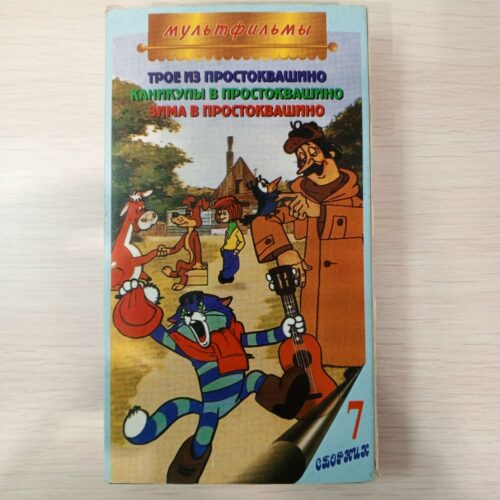 мультфильмы
ТРОЕ ИЗ ПРОСТОКВАШИНО
КАНИКУЛЫ В ПРОСТОКВАШИНО
ЗИМА В ПРОСТОКВАШИНО
7
СБОРНИК